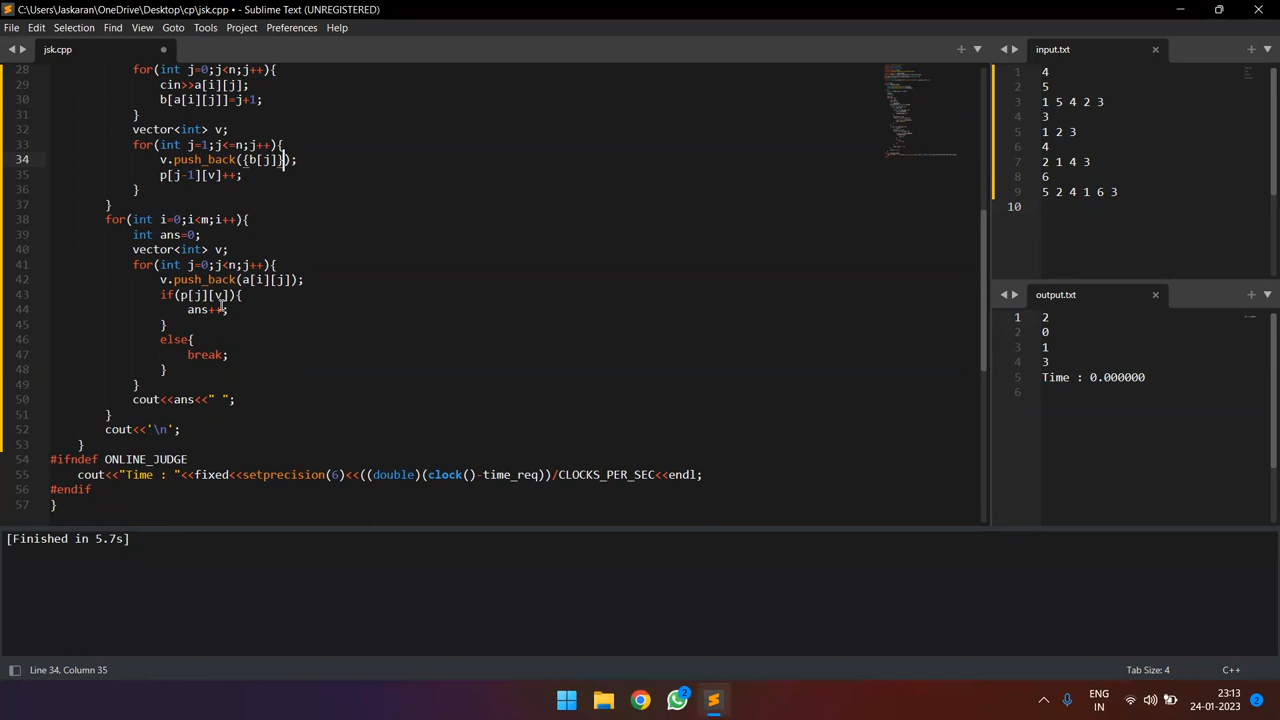 C:\Users\Jaskaran\OneDrive\Desktop\cp\jsk.cpp • - Sublime Text (UNREGISTERED)
File Edit Selection Find View Goto Tools Project Preferences Help
jsk.cpp
28 for(int j=0;j<n;j++){
29 cin>>a[i][j];
30 b[a[i][j]]=j+1;
31 }
32 vector<int> v;
33 for(int j=1;j<=n;j++){
34 v.push_back({b[j]});
35 p[j-1][v]++;
36 }
37 }
38 for(int i=0;i<m;i++){
39 int ans=0;
40 vector<int> v;
41 for(int j=0;j<n;j++){
42 v.push_back(a[i][j]);
43 if(p[j][v]){
44 ans++;
45 }
46 else{
47 break;
48 }
49 }
50 cout<<ans<<" ";
51 }
52 cout<<'\n';
53 }
54 #ifndef ONLINE_JUDGE
55 cout<<"Time : "<<fixed<<setprecision(6)<<((double)(clock()-time_req))/CLOCKS_PER_SEC<<endl;
56 #endif
57 }
input.txt
1 4
2 5
3 1 5 4 2 3
4 3
5 1 2 3
6 4
7 2 1 4 3
8 6
9 5 2 4 1 6 3
10
output.txt
1 2
2 0
3 1
4 3
5 Time : 0.000000
6
[Finished in 5.7s]
Line 34, Column 35
Tab Size: 4
C++
2
ENG
IN
23:13
24-01-2023
2